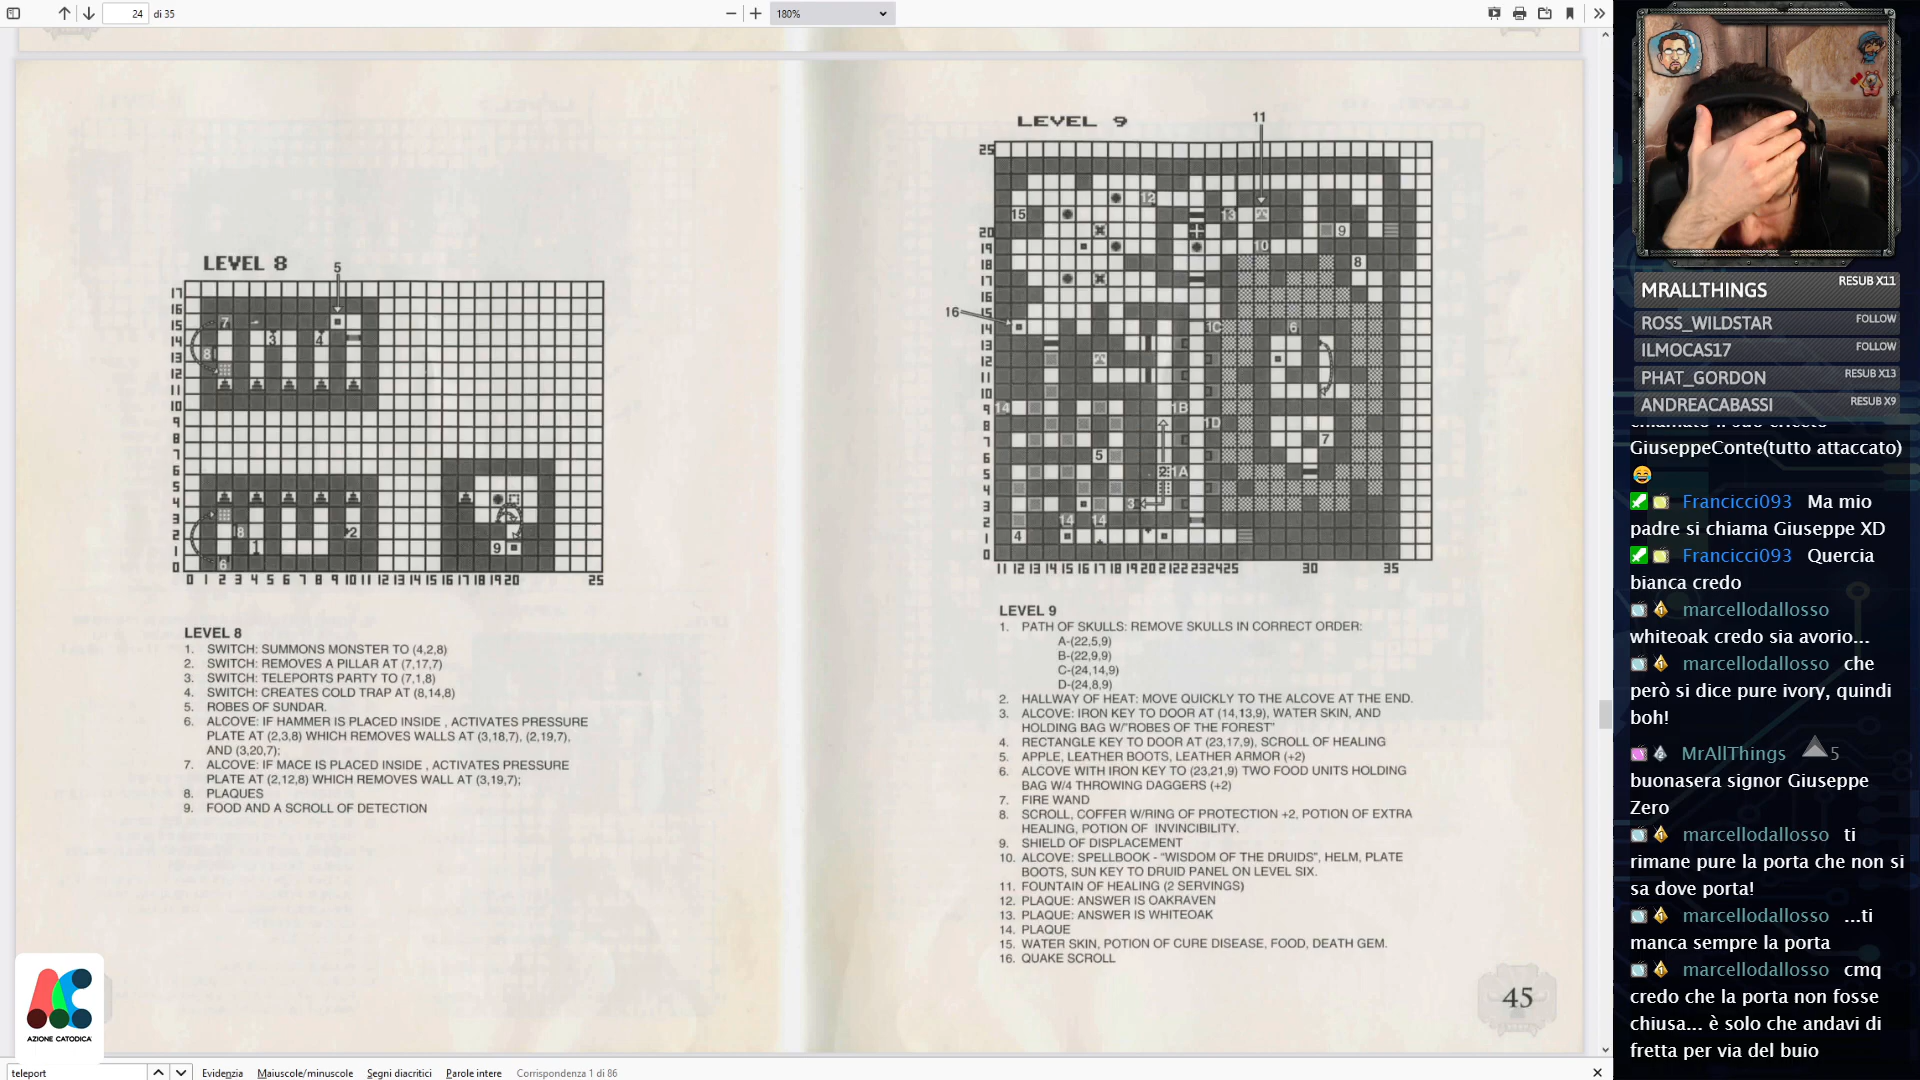 24
di 35
180%
LEVEL 8
5
LEVEL 9
11
16
LEVEL 8
1. SWITCH: SUMMONS MONSTER TO (4,2,8)
2. SWITCH: REMOVES A PILLAR AT (7,17,7)
3. SWITCH: TELEPORTS PARTY TO (7,1,8)
4. SWITCH: CREATES COLD TRAP AT (8,14,8)
5. ROBES OF SUNDAR.
6. ALCOVE: IF HAMMER IS PLACED INSIDE , ACTIVATES PRESSURE
PLATE AT (2,3,8) WHICH REMOVES WALLS AT (3,18,7), (2,19,7),
AND (3,20,7);
7. ALCOVE: IF MACE IS PLACED INSIDE , ACTIVATES PRESSURE
PLATE AT (2,12,8) WHICH REMOVES WALL AT (3,19,7);
8. PLAQUES
9. FOOD AND A SCROLL OF DETECTION
LEVEL 9
1. PATH OF SKULLS: REMOVE SKULLS IN CORRECT ORDER:
A-(22,5,9)
B-(22,9,9)
C-(24,14,9)
D-(24,8,9)
2. HALLWAY OF HEAT: MOVE QUICKLY TO THE ALCOVE AT THE END.
3. ALCOVE: IRON KEY TO DOOR AT (14,13,9), WATER SKIN, AND
HOLDING BAG W/"ROBES OF THE FOREST"
4. RECTANGLE KEY TO DOOR AT (23,17,9), SCROLL OF HEALING
5. APPLE, LEATHER BOOTS, LEATHER ARMOR (+2)
6. ALCOVE WITH IRON KEY TO (23,21,9) TWO FOOD UNITS HOLDING
BAG W/4 THROWING DAGGERS (+2)
7. FIRE WAND
8. SCROLL, COFFER W/RING OF PROTECTION +2, POTION OF EXTRA
HEALING, POTION OF INVINCIBILITY.
9. SHIELD OF DISPLACEMENT
10. ALCOVE: SPELLBOOK - "WISDOM OF THE DRUIDS", HELM, PLATE
BOOTS, SUN KEY TO DRUID PANEL ON LEVEL SIX.
11. FOUNTAIN OF HEALING (2 SERVINGS)
12. PLAQUE: ANSWER IS OAKRAVEN
13. PLAQUE: ANSWER IS WHITEOAK
14. PLAQUE
15. WATER SKIN, POTION OF CURE DISEASE, FOOD, DEATH GEM.
16. QUAKE SCROLL
45
AZIONE CATODICA
teleport
Evidenzia
Maiuscole/minuscole
Segni diacritici
Parole intere
Corrispondenza 1 di 86
MRALLTHINGS RESUB X11
ROSS_WILDSTAR FOLLOW
ILMOCAS17 FOLLOW
PHAT_GORDON RESUB X13
ANDREACABASSI RESUB X9
GiuseppeConte(tutto attaccato)
😂
Francicci093 Ma mio
padre si chiama Giuseppe XD
Francicci093 Quercia
bianca credo
marcellodallosso
whiteoak credo sia avorio...
marcellodallosso che
però si dice pure ivory, quindi
boh!
MrAllThings 5
buonasera signor Giuseppe
Zero
marcellodallosso ti
rimane pure la porta che non si
sa dove porta!
marcellodallosso ...ti
manca sempre la porta
marcellodallosso cmq
credo che la porta non fosse
chiusa... è solo che andavi di
fretta per via del buio